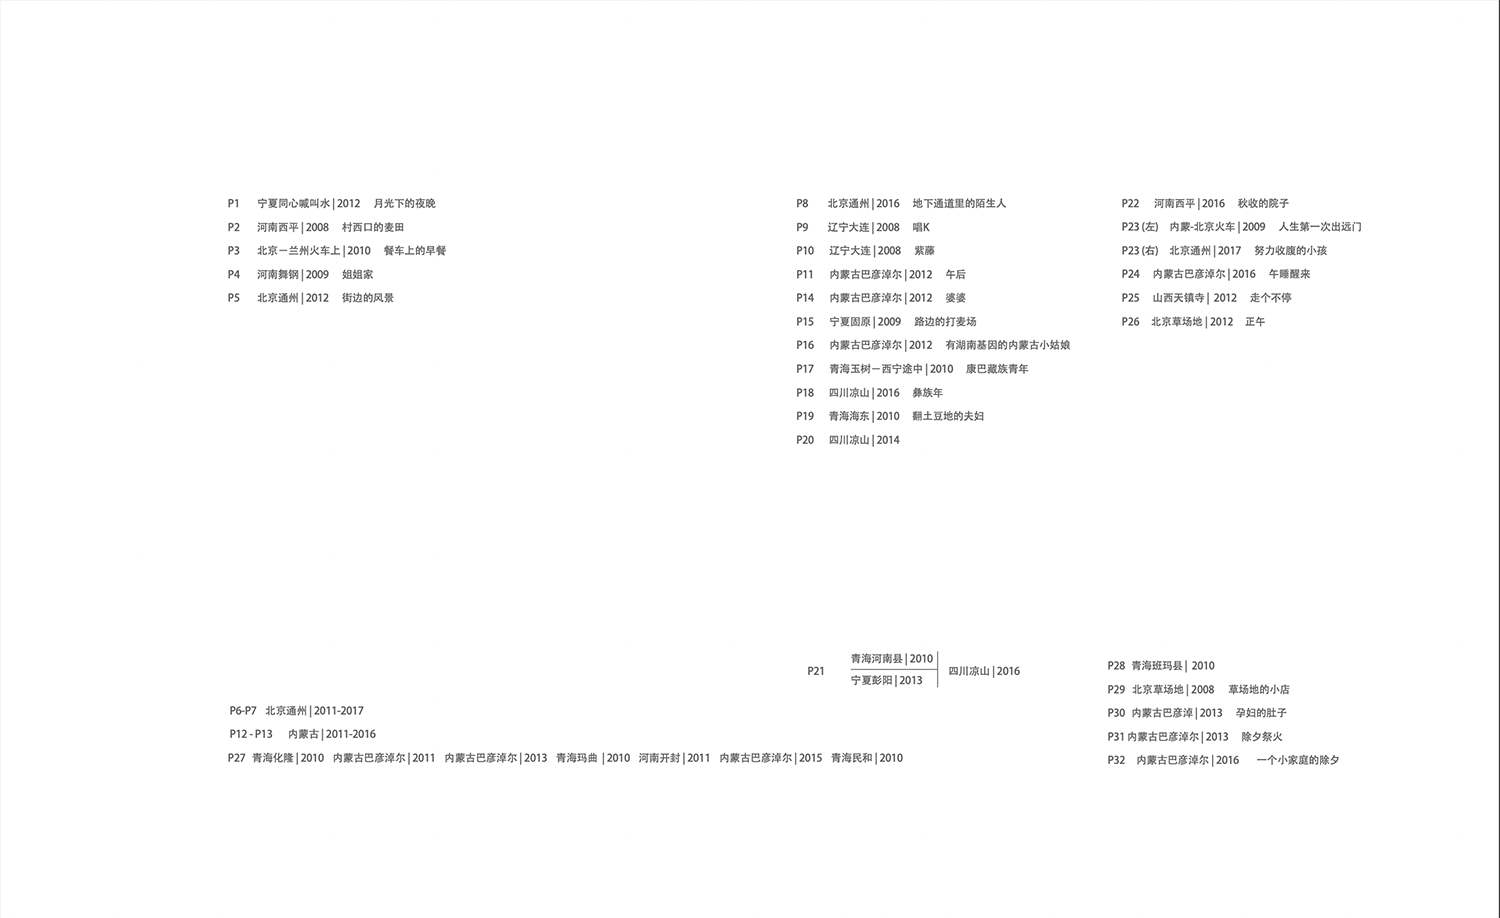 P1 宁夏同心喊叫水 | 2012 月光下的夜晚
P2 河南西平 | 2008 村西口的麦田
P3 北京－兰州火车上 | 2010 餐车上的早餐
P4 河南舞钢 | 2009 姐姐家
P5 北京通州 | 2012 街边的风景
P8 北京通州 | 2016 地下通道里的陌生人
P9 辽宁大连 | 2008 唱K
P10 辽宁大连 | 2008 紫藤
P11 内蒙古巴彦淖尔 | 2012 午后
P14 内蒙古巴彦淖尔 | 2012 婆婆
P15 宁夏固原 | 2009 路边的打麦场
P16 内蒙古巴彦淖尔 | 2012 有湖南基因的内蒙古小姑娘
P17 青海玉树－西宁途中 | 2010 康巴藏族青年
P18 四川凉山 | 2016 彝族年
P19 青海海东 | 2010 翻土豆地的夫妇
P20 四川凉山 | 2014
P22 河南西平 | 2016 秋收的院子
P23 (左) 内蒙-北京火车 | 2009 人生第一次出远门
P23 (右) 北京通州 | 2017 努力收腹的小孩
P24 内蒙古巴彦淖尔 | 2016 午睡醒来
P25 山西天镇寺 | 2012 走个不停
P26 北京草场地 | 2012 正午
P21 青海河南县 | 2010
宁夏彭阳 | 2013
四川凉山 | 2016
P6-P7 北京通州 | 2011-2017
P12 - P13 内蒙古 | 2011-2016
P27 青海化隆 | 2010 内蒙古巴彦淖尔 | 2011 内蒙古巴彦淖尔 | 2013 青海玛曲 | 2010 河南开封 | 2011 内蒙古巴彦淖尔 | 2015 青海民和 | 2010
P28 青海班玛县 | 2010
P29 北京草场地 | 2008 草场地的小店
P30 内蒙古巴彦淖 | 2013 孕妇的肚子
P31 内蒙古巴彦淖尔 | 2013 除夕祭火
P32 内蒙古巴彦淖尔 | 2016 一个小家庭的除夕